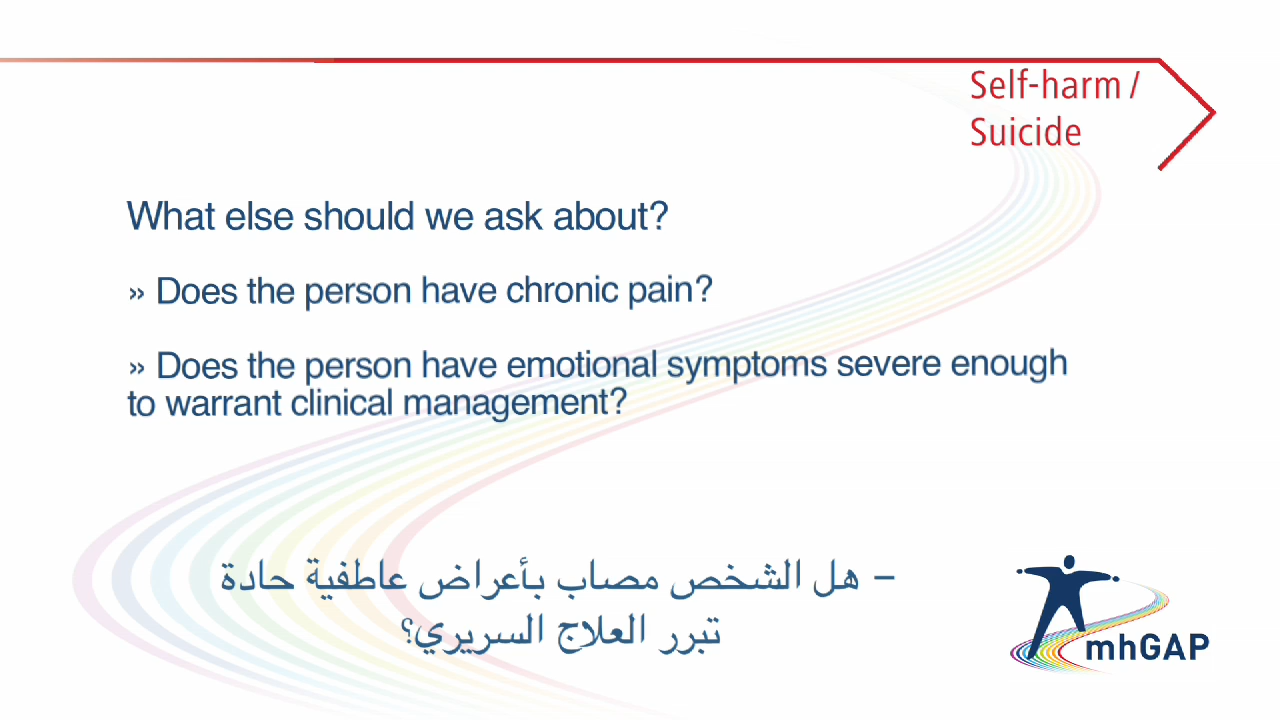 Self-harm /
Suicide
What else should we ask about?
» Does the person have chronic pain?
» Does the person have emotional symptoms severe enough
to warrant clinical management?
– هل الشخص مصاب بأعراض عاطفية حادة
تبرر العلاج السريري؟
mhGAP